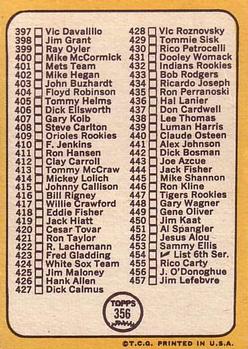 397 Vic Davalillo
398 Jim Grant
399 Ray Oyler
400 Mike McCormick
401 Mets Team
402 Mike Hegan
403 John Buzhardt
404 Floyd Robinson
405 Tommy Helms
406 Dick Ellsworth
407 Gary Kolb
408 Steve Carlton
409 Orioles Rookies
410 F. Jenkins
411 Ron Hansen
412 Clay Carroll
413 Tommy McCraw
414 Mickey Lolich
415 Johnny Callison
416 Bill Rigney
417 Willie Crawford
418 Eddie Fisher
419 Jack Hiatt
420 Cesar Tovar
421 Ron Taylor
422 R. Lachemann
423 Fred Gladding
424 White Sox Team
425 Jim Maloney
426 Hank Allen
427 Dick Calmus
428 Vic Roznovsky
429 Tommie Sisk
430 Rico Petrocelli
431 Dooley Womack
432 Indians Rookies
433 Bob Rodgers
434 Ricardo Joseph
435 Ron Perranoski
436 Hal Lanier
437 Don Cardwell
438 Lee Thomas
439 Luman Harris
440 Claude Osteen
441 Alex Johnson
442 Dick Bosman
443 Joe Azcue
444 Jack Fisher
445 Mike Shannon
446 Ron Kline
447 Tigers Rookies
448 Gary Wagner
449 Gene Oliver
450 Jim Kaat
451 Al Spangler
452 Jesus Alou
453 Sammy Ellis
454 List 6th Ser.
455 Rico Carty
456 J. O'Donoghue
457 Jim Lefebvre
TOPPS
356
©T.C.G. PRINTED IN U.S.A.